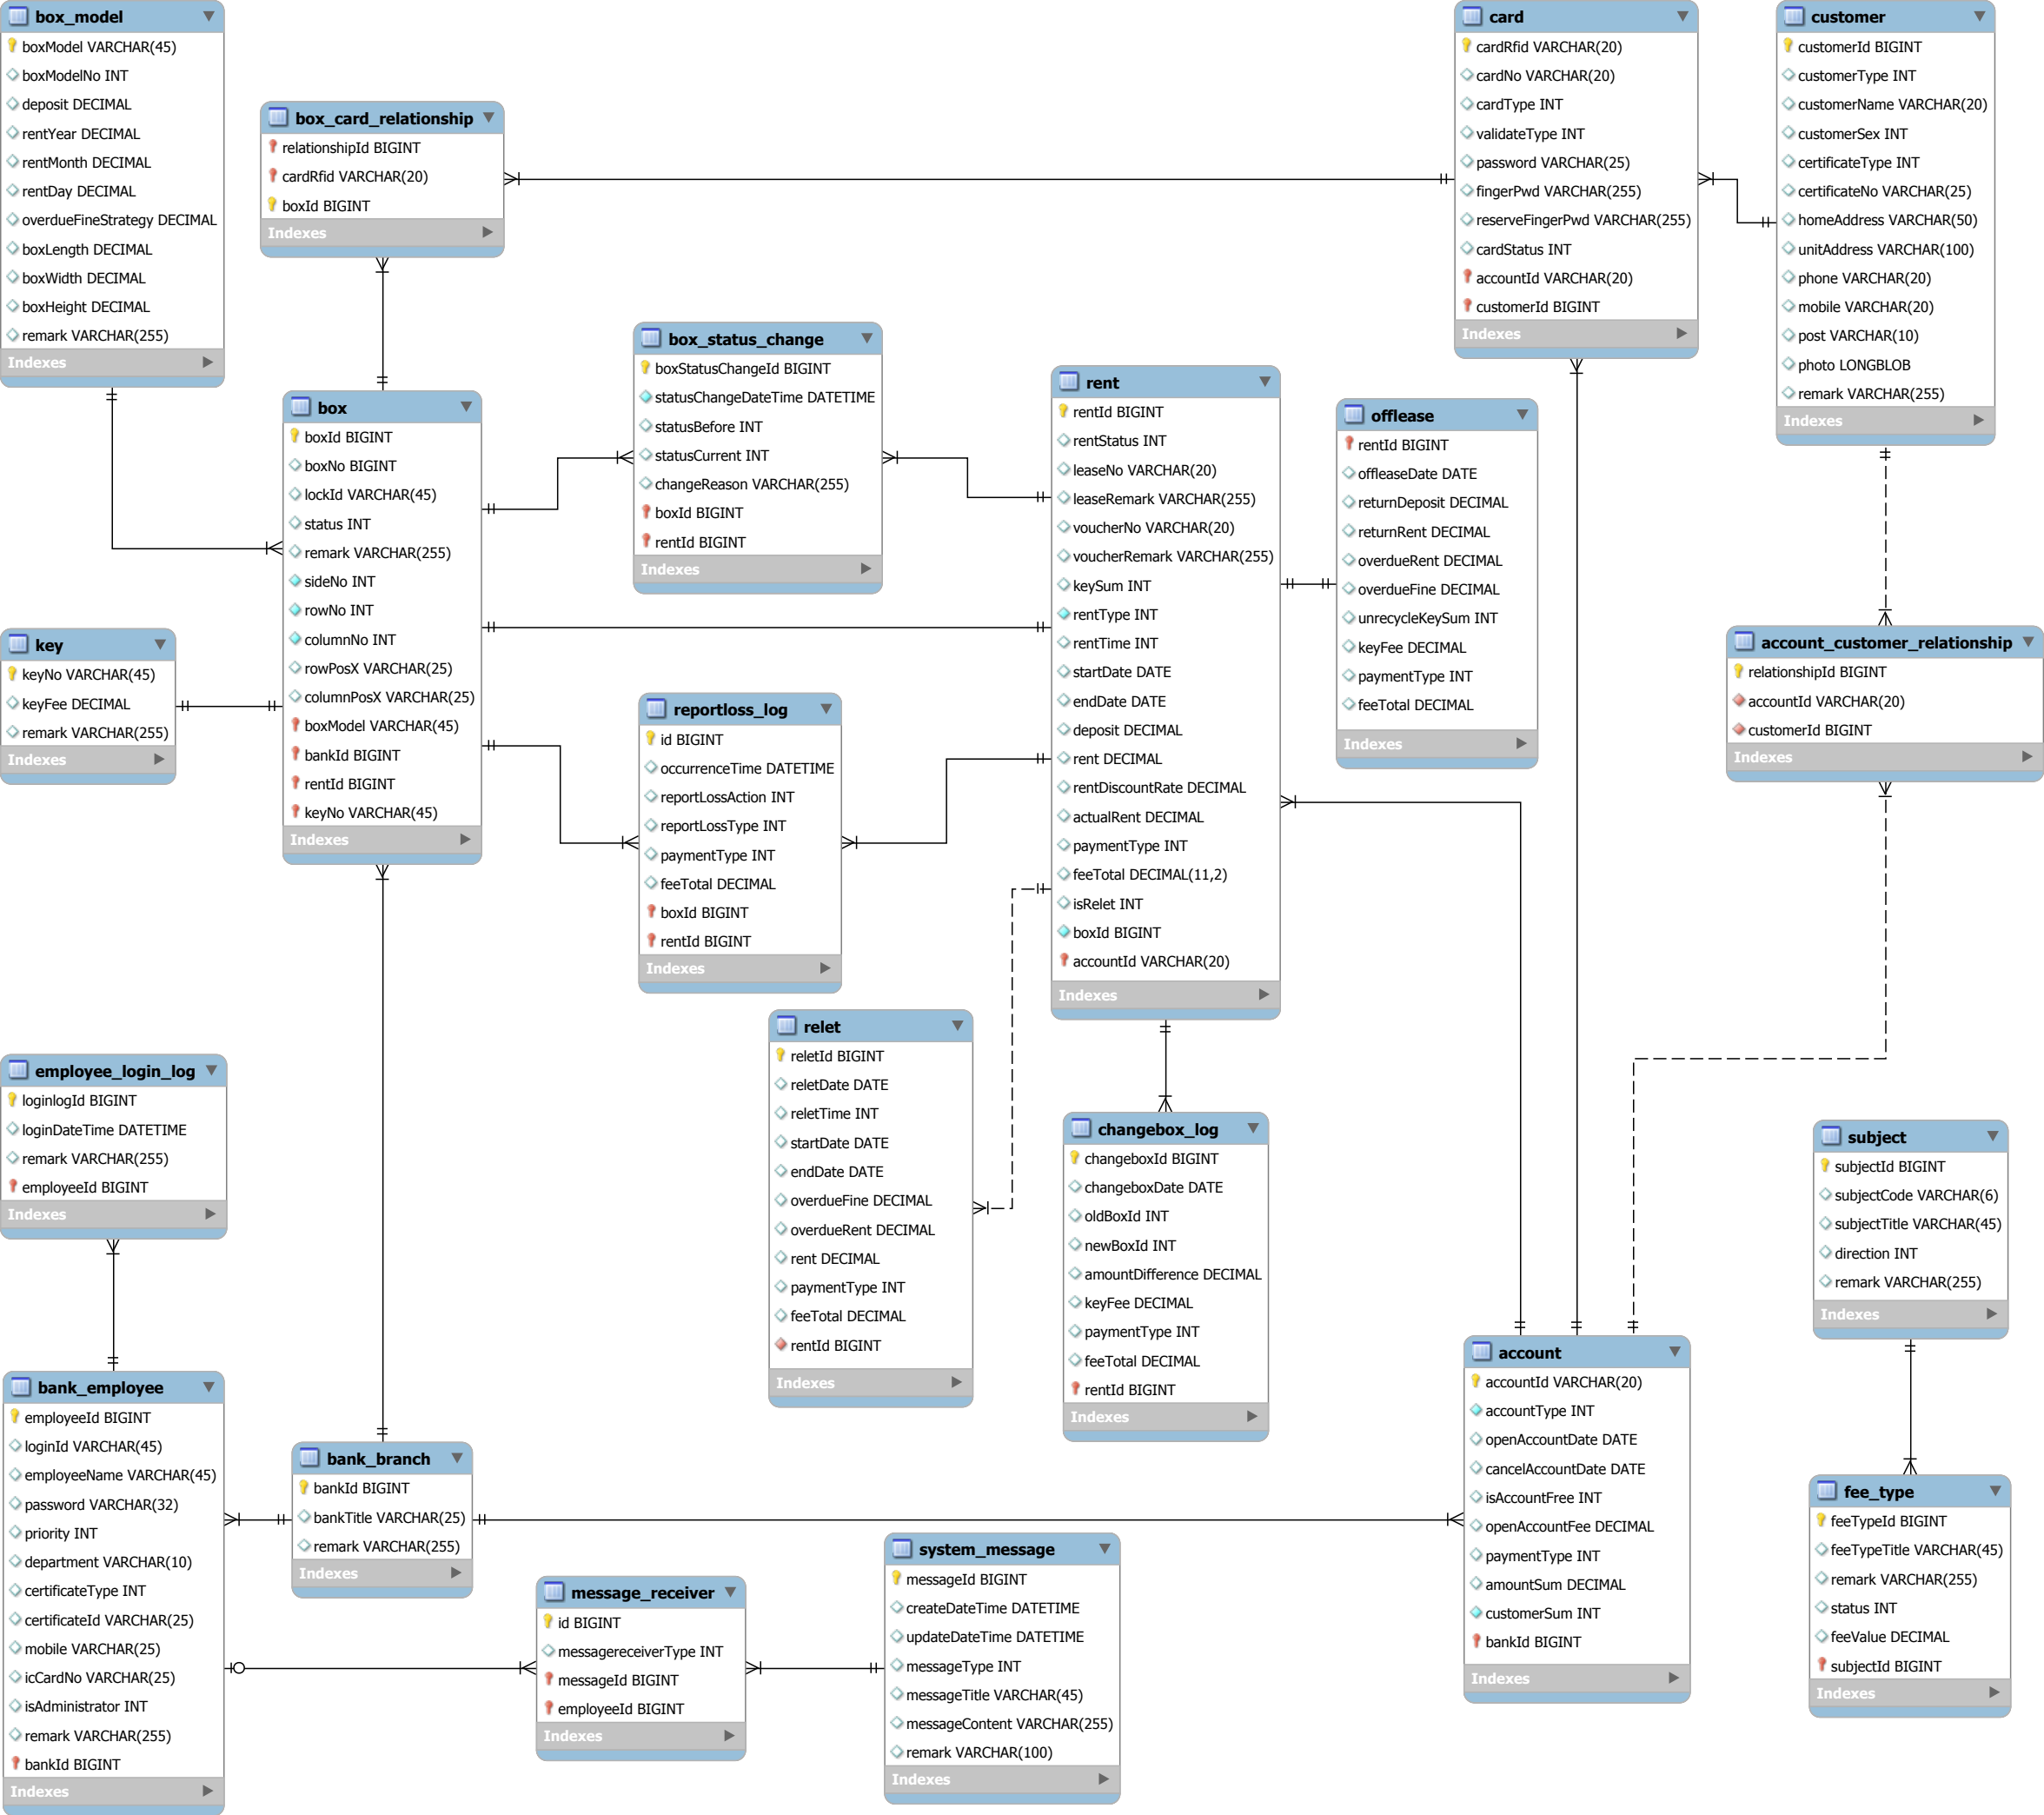 box_model
boxModel VARCHAR(45)
boxModelNo INT
deposit DECIMAL
rentYear DECIMAL
rentMonth DECIMAL
rentDay DECIMAL
overdueFineStrategy DECIMAL
boxLength DECIMAL
boxWidth DECIMAL
boxHeight DECIMAL
remark VARCHAR(255)
Indexes
box_card_relationship
relationshipId BIGINT
cardRfid VARCHAR(20)
boxId BIGINT
Indexes
card
cardRfid VARCHAR(20)
cardNo VARCHAR(20)
cardType INT
validateType INT
password VARCHAR(25)
fingerPwd VARCHAR(255)
reserveFingerPwd VARCHAR(255)
cardStatus INT
accountId VARCHAR(20)
customerId BIGINT
Indexes
customer
customerId BIGINT
customerType INT
customerName VARCHAR(20)
customerSex INT
certificateType INT
certificateNo VARCHAR(25)
homeAddress VARCHAR(50)
unitAddress VARCHAR(100)
phone VARCHAR(20)
mobile VARCHAR(20)
post VARCHAR(10)
photo LONGBLOB
remark VARCHAR(255)
Indexes
box
boxId BIGINT
boxNo BIGINT
lockId VARCHAR(45)
status INT
remark VARCHAR(255)
sideNo INT
rowNo INT
columnNo INT
rowPosX VARCHAR(25)
columnPosX VARCHAR(25)
boxModel VARCHAR(45)
bankId BIGINT
rentId BIGINT
keyNo VARCHAR(45)
Indexes
box_status_change
boxStatusChangeId BIGINT
statusChangeDateTime DATETIME
statusBefore INT
statusCurrent INT
changeReason VARCHAR(255)
boxId BIGINT
rentId BIGINT
Indexes
rent
rentId BIGINT
rentStatus INT
leaseNo VARCHAR(20)
leaseRemark VARCHAR(255)
voucherNo VARCHAR(20)
voucherRemark VARCHAR(255)
keySum INT
rentType INT
rentTime INT
startDate DATE
endDate DATE
deposit DECIMAL
rent DECIMAL
rentDiscountRate DECIMAL
actualRent DECIMAL
paymentType INT
feeTotal DECIMAL(11,2)
isRelet INT
boxId BIGINT
accountId VARCHAR(20)
Indexes
offlease
rentId BIGINT
offleaseDate DATE
returnDeposit DECIMAL
returnRent DECIMAL
overdueRent DECIMAL
overdueFine DECIMAL
unrecycleKeySum INT
keyFee DECIMAL
paymentType INT
feeTotal DECIMAL
Indexes
key
keyNo VARCHAR(45)
keyFee DECIMAL
remark VARCHAR(255)
Indexes
account_customer_relationship
relationshipId BIGINT
accountId VARCHAR(20)
customerId BIGINT
Indexes
reportloss_log
id BIGINT
occurrenceTime DATETIME
reportLossAction INT
reportLossType INT
paymentType INT
feeTotal DECIMAL
boxId BIGINT
rentId BIGINT
Indexes
relet
reletId BIGINT
reletDate DATE
reletTime INT
startDate DATE
endDate DATE
overdueFine DECIMAL
overdueRent DECIMAL
rent DECIMAL
paymentType INT
feeTotal DECIMAL
rentId BIGINT
Indexes
changebox_log
changeboxId BIGINT
changeboxDate DATE
oldBoxId INT
newBoxId INT
amountDifference DECIMAL
keyFee DECIMAL
paymentType INT
feeTotal DECIMAL
rentId BIGINT
Indexes
employee_login_log
loginlogId BIGINT
loginDateTime DATETIME
remark VARCHAR(255)
employeeId BIGINT
Indexes
subject
subjectId BIGINT
subjectCode VARCHAR(6)
subjectTitle VARCHAR(45)
direction INT
remark VARCHAR(255)
Indexes
bank_employee
employeeId BIGINT
loginId VARCHAR(45)
employeeName VARCHAR(45)
password VARCHAR(32)
priority INT
department VARCHAR(10)
certificateType INT
certificateId VARCHAR(25)
mobile VARCHAR(25)
icCardNo VARCHAR(25)
isAdministrator INT
remark VARCHAR(255)
bankId BIGINT
Indexes
bank_branch
bankId BIGINT
bankTitle VARCHAR(25)
remark VARCHAR(255)
Indexes
account
accountId VARCHAR(20)
accountType INT
openAccountDate DATE
cancelAccountDate DATE
isAccountFree INT
openAccountFee DECIMAL
paymentType INT
amountSum DECIMAL
customerSum INT
bankId BIGINT
Indexes
fee_type
feeTypeId BIGINT
feeTypeTitle VARCHAR(45)
remark VARCHAR(255)
status INT
feeValue DECIMAL
subjectId BIGINT
Indexes
message_receiver
id BIGINT
messagereceiverType INT
messageId BIGINT
employeeId BIGINT
Indexes
system_message
messageId BIGINT
createDateTime DATETIME
updateDateTime DATETIME
messageType INT
messageTitle VARCHAR(45)
messageContent VARCHAR(255)
remark VARCHAR(100)
Indexes